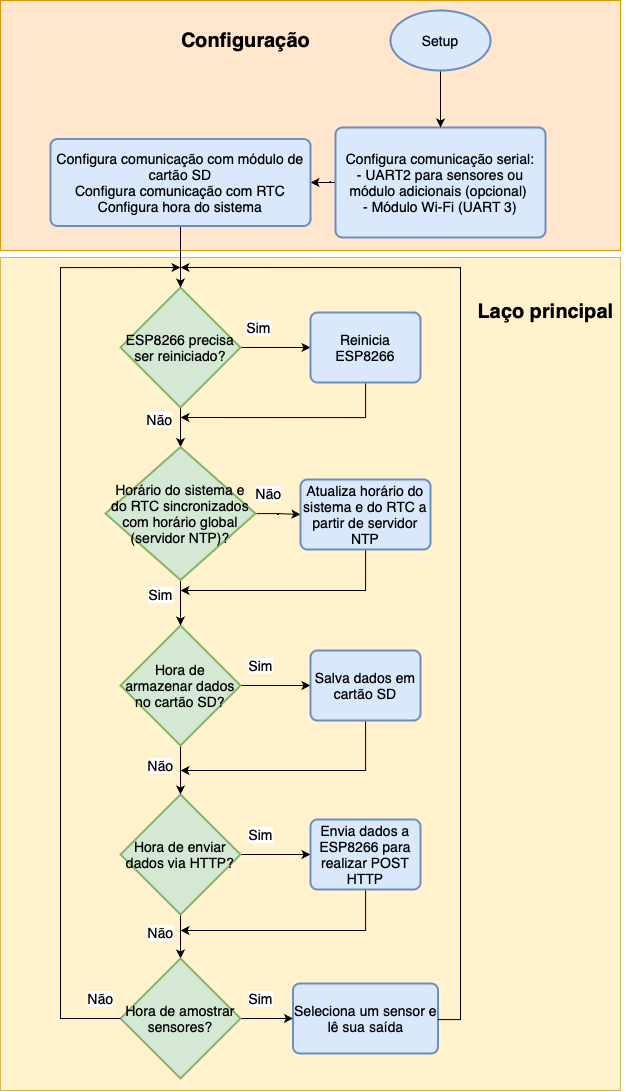 Configuração
Setup
Configura comunicação serial:
- UART2 para sensores ou
módulo adicionais (opcional)
- Módulo Wi-Fi (UART 3)
Configura comunicação com módulo de
cartão SD
Configura comunicação com RTC
Configura hora do sistema
Laço principal
ESP8266 precisa
ser reiniciado?
Sim
Reinicia
ESP8266
Não
Horário do sistema e
do RTC sincronizados
com horário global
(servidor NTP)?
Não
Atualiza horário do
sistema e do RTC a
partir de servidor
NTP
Sim
Hora de
armazenar dados
no cartão SD?
Sim
Salva dados em
cartão SD
Não
Hora de enviar
dados via HTTP?
Sim
Envia dados a
ESP8266 para
realizar POST
HTTP
Não
Não
Hora de amostrar
sensores?
Sim
Seleciona um sensor e
lê sua saída